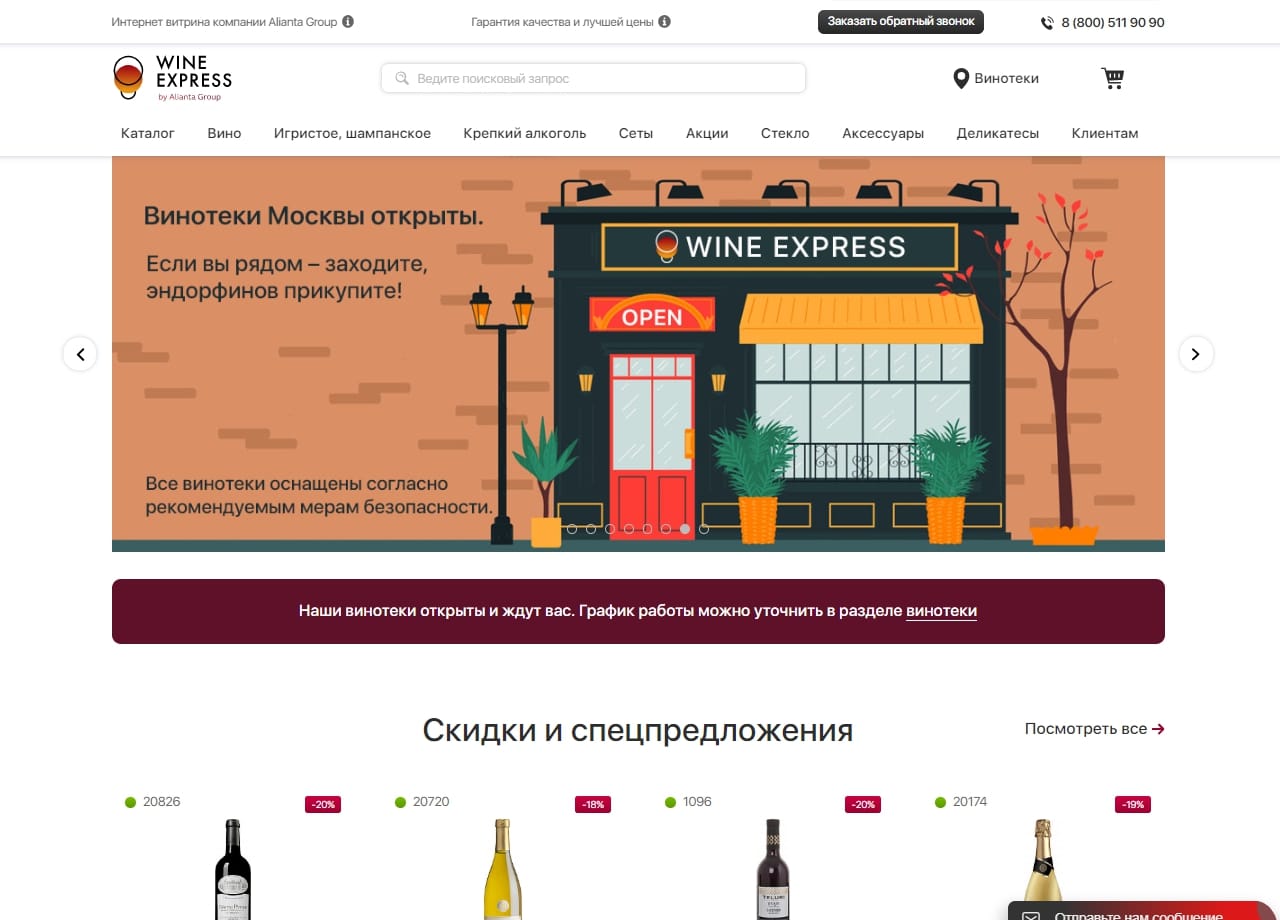 Интернет витрина компании Alianta Group
Гарантия качества и лучшей цены
Заказать обратный звонок
8 (800) 511 90 90
WINE
EXPRESS
by Alianta Group
Ведите поисковый запрос
Винотеки
Каталог Вино Игристое, шампанское Крепкий алкоголь Сеты Акции Стекло Аксессуары Деликатесы Клиентам
Винотеки Москвы открыты.
Если вы рядом – заходите,
эндорфинов прикупите!
WINE EXPRESS
OPEN
Все винотеки оснащены согласно
рекомендуемым мерам безопасности.
Наши винотеки открыты и ждут вас. График работы можно уточнить в разделе винотеки
Скидки и спецпредложения
Посмотреть все
20826 -20% 20720 -18% 1096 -20% 20174 -19%
Отправьте нам сообщение